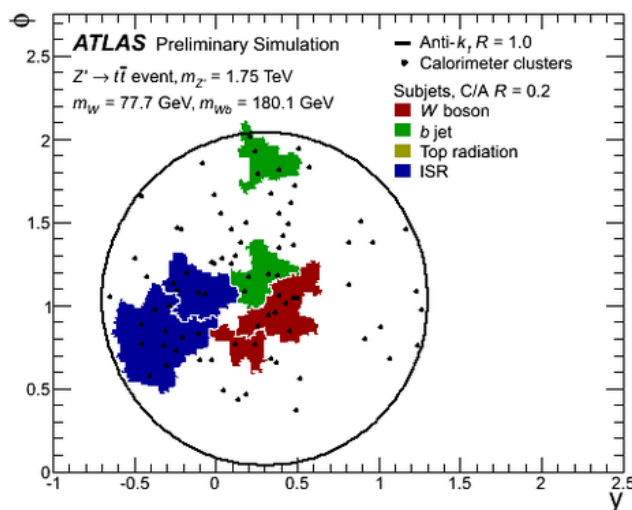 ATLAS Preliminary Simulation
Z' → tt̄ event, m_Z' = 1.75 TeV
m_W = 77.7 GeV, m_Wb = 180.1 GeV
Anti-k_t R = 1.0
Calorimeter clusters
Subjets, C/A R = 0.2
W boson
b jet
Top radiation
ISR
ϕ
2.5
2
1.5
1
0.5
0
-1 -0.5 0 0.5 1 1.5 2 2.5
y